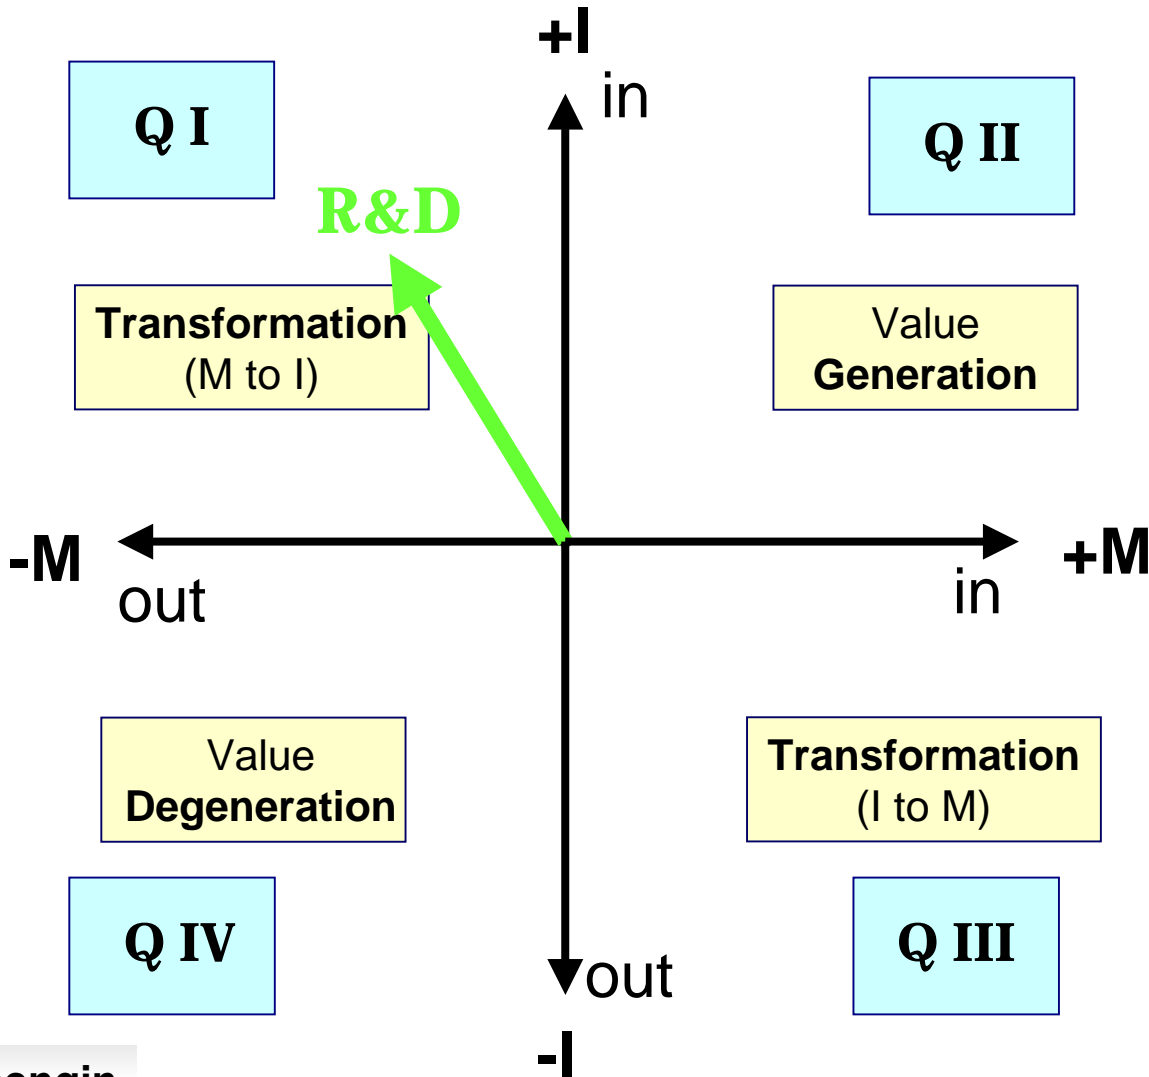 +I
in
Q I
Q II
R&D
Transformation
(M to I)
Value
Generation
-M
out
in
+M
Value
Degeneration
Transformation
(I to M)
Q IV
out
Q III
-I